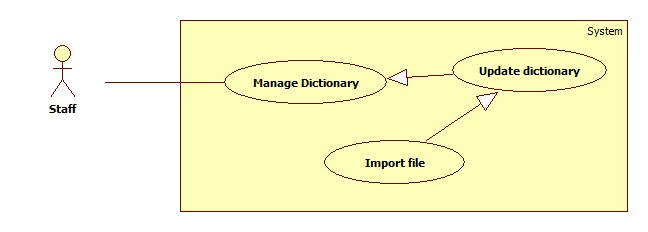 System
Manage Dictionary
Update dictionary
Staff
Import file